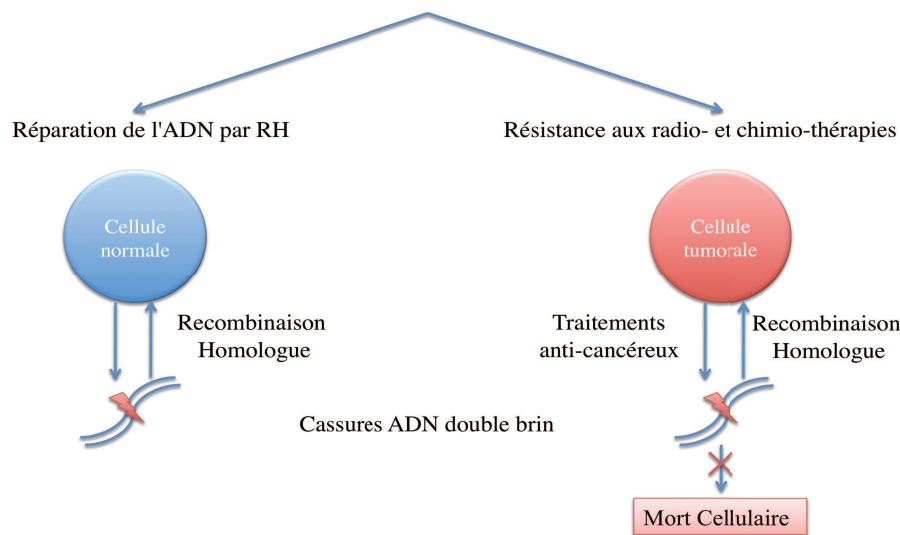 Réparation de l'ADN par RH
Résistance aux radio- et chimio-thérapies
Cellule
normale
Cellule
tumorale
Recombinaison
Homologue
Traitements
anti-cancéreux
Recombinaison
Homologue
Cassures ADN double brin
Mort Cellulaire